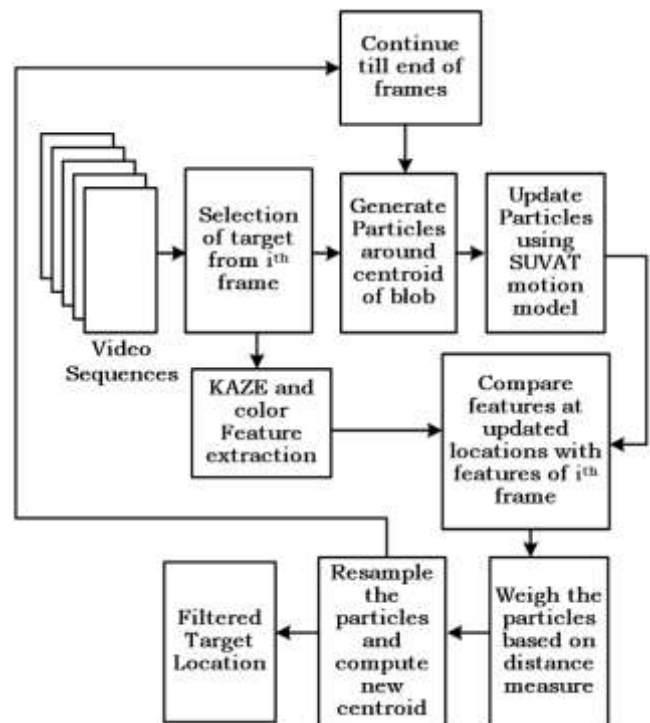 Continue
till end of
frames
Selection
of target
from iᵗʰ
frame
Generate
Particles
around
centroid
of blob
Update
Particles
using
SUVAT
motion
model
Video
Sequences
KAZE and
color
Feature
extraction
Compare
features at
updated
locations with
features of iᵗʰ
frame
Filtered
Target
Location
Resample
the
particles
and
compute
new
centroid
Weigh the
particles
based on
distance
measure